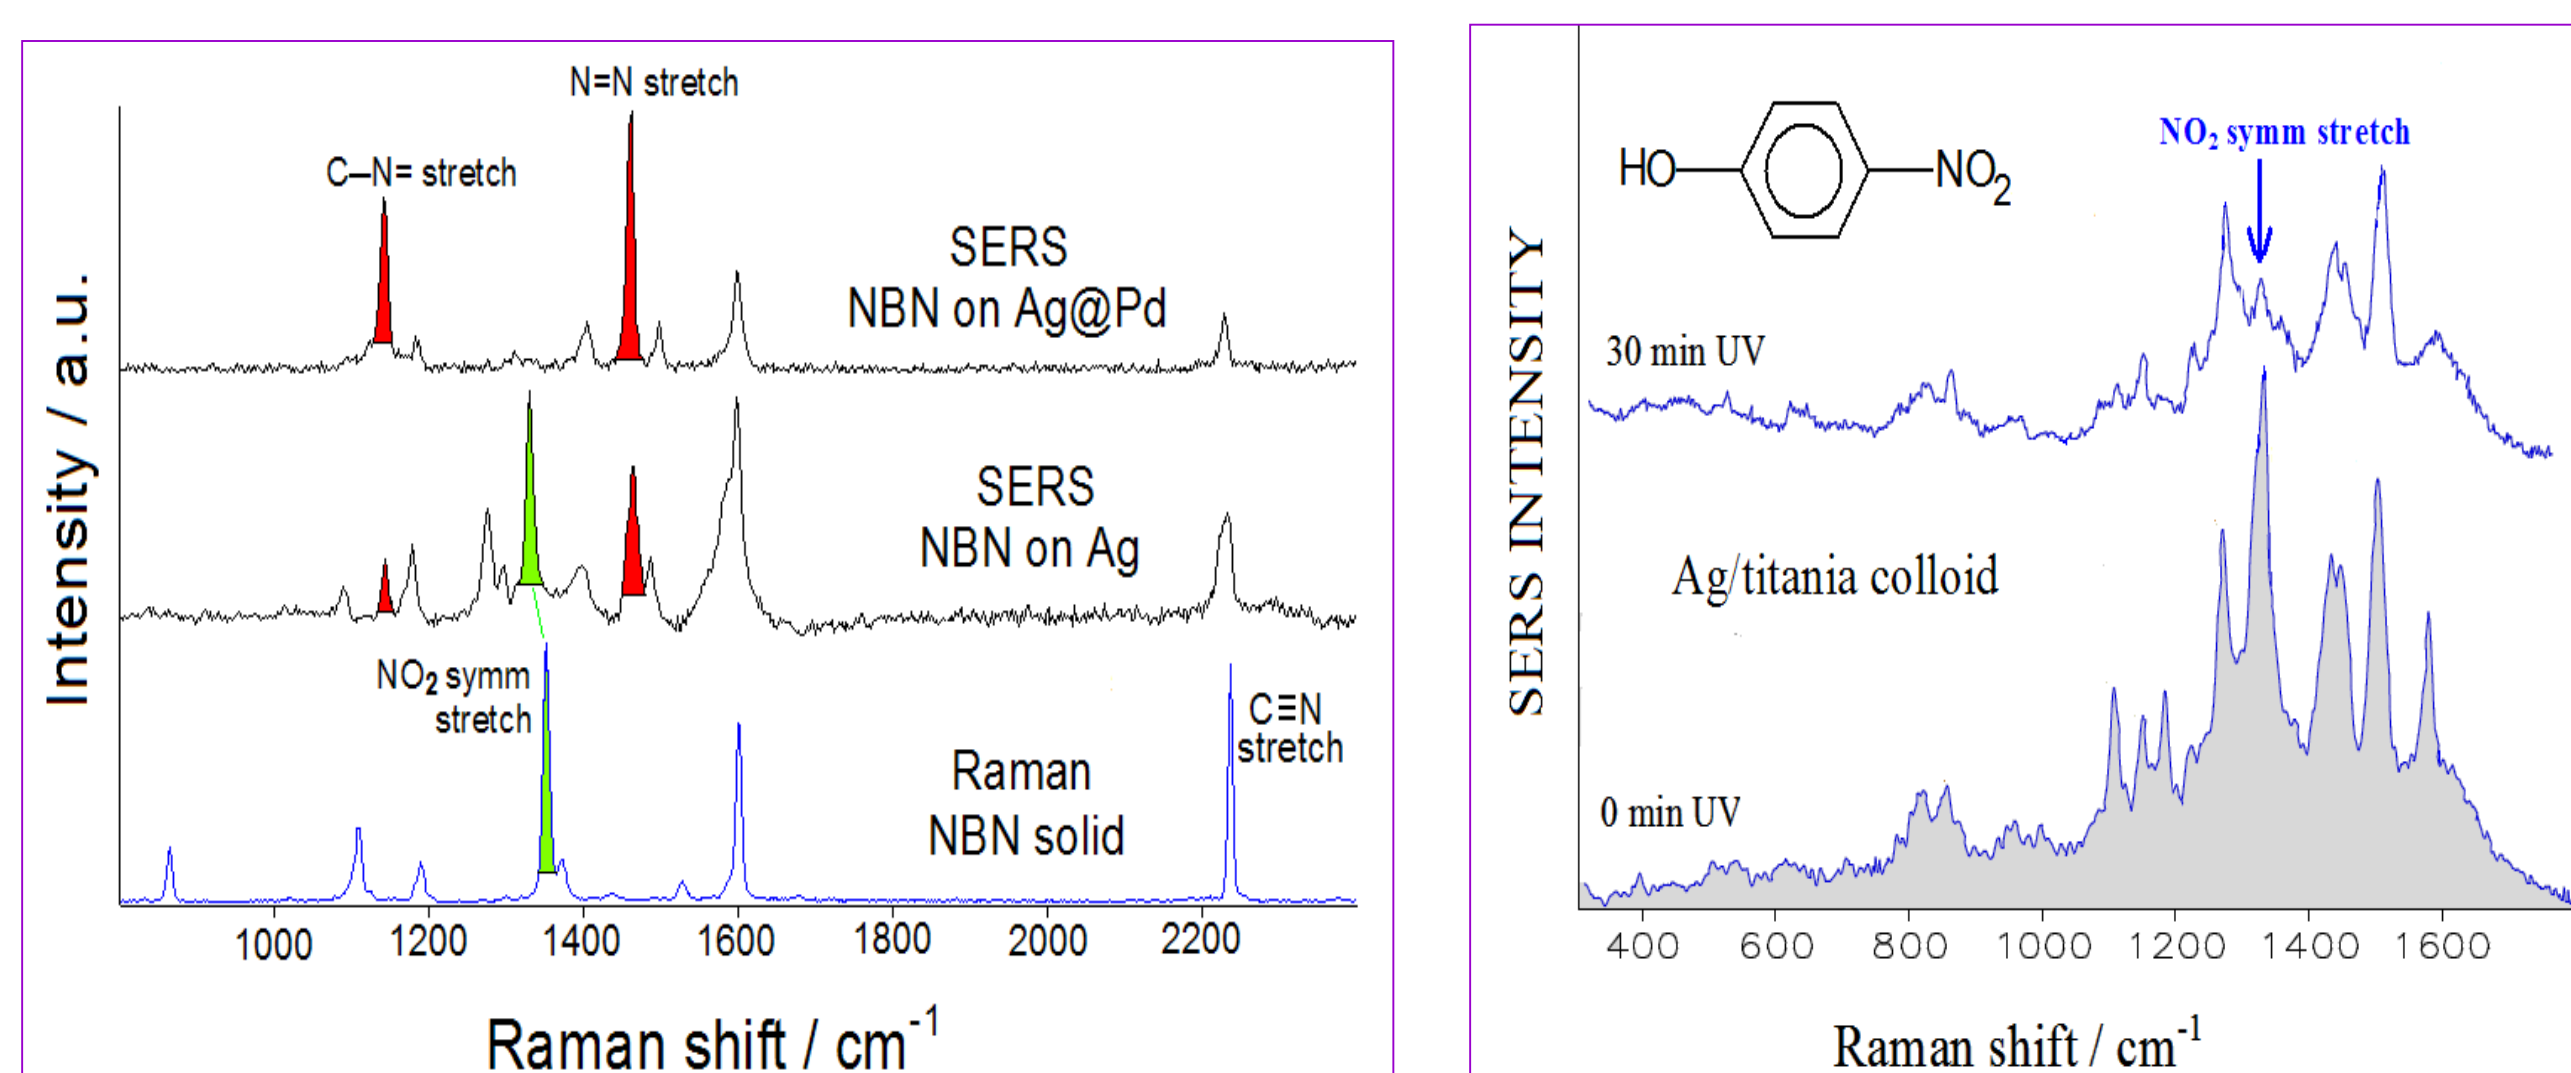 N=N stretch
C–N= stretch
SERS
NBN on Ag@Pd
SERS
NBN on Ag
NO₂ symm
stretch
C≡N
stretch
Raman
NBN solid
Intensity / a.u.
1000 1200 1400 1600 1800 2000 2200
Raman shift / cm⁻¹
NO₂ symm stretch
HO NO₂
30 min UV
Ag/titania colloid
0 min UV
SERS INTENSITY
400 600 800 1000 1200 1400 1600
Raman shift / cm⁻¹